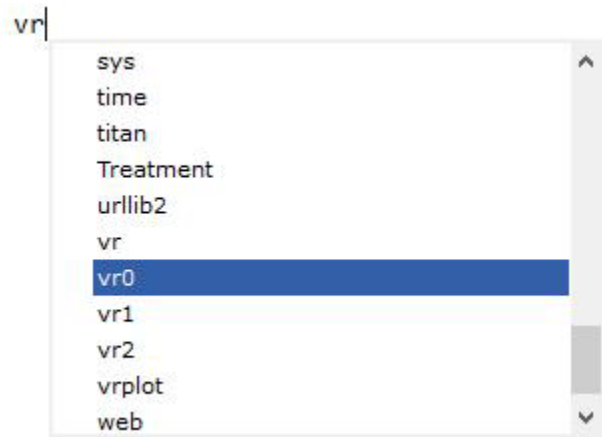 vr
sys
time
titan
Treatment
urllib2
vr
vr0
vr1
vr2
vrplot
web